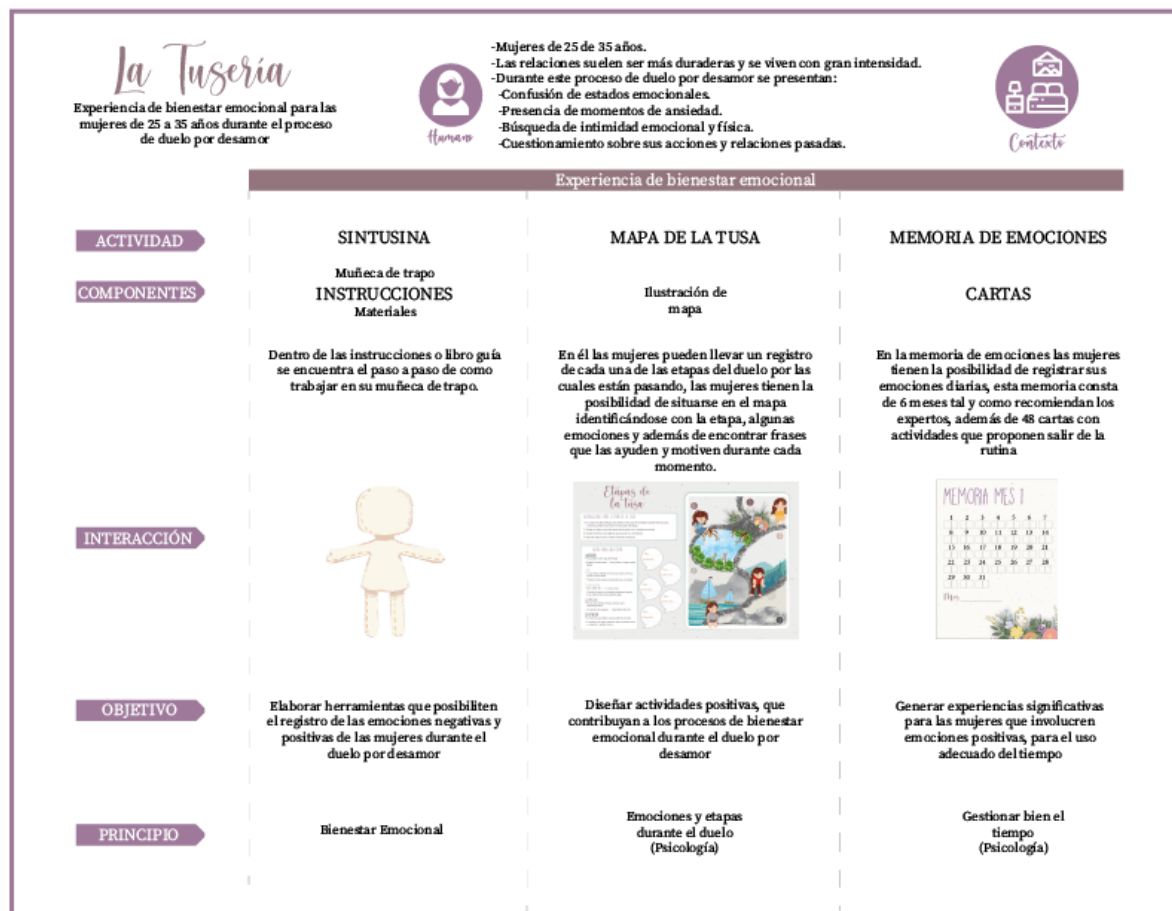 La Tusería
Experiencia de bienestar emocional para las
mujeres de 25 a 35 años durante el proceso
de duelo por desamor
Humano
-Mujeres de 25 de 35 años.
-Las relaciones suelen ser más duraderas y se viven con gran intensidad.
-Durante este proceso de duelo por desamor se presentan:
-Confusión de estados emocionales.
-Presencia de momentos de ansiedad.
-Búsqueda de intimidad emocional y física.
-Cuestionamiento sobre sus acciones y relaciones pasadas.
Contexto
Experiencia de bienestar emocional
ACTIVIDAD
SINTUSINA
MAPA DE LA TUSA
MEMORIA DE EMOCIONES
COMPONENTES
Muñeca de trapo
INSTRUCCIONES
Materiales
Ilustración de
mapa
CARTAS
INTERACCIÓN
Dentro de las instrucciones o libro guía
se encuentra el paso a paso de como
trabajar en su muñeca de trapo.
En él las mujeres pueden llevar un registro
de cada una de las etapas del duelo por las
cuales están pasando, las mujeres tienen la
posibilidad de situarse en el mapa
identificándose con la etapa, algunas
emociones y además de encontrar frases
que las ayuden y motiven durante cada
momento.
Etapas de
la tusa
En la memoria de emociones las mujeres
tienen la posibilidad de registrar sus
emociones diarias, esta memoria consta
de 6 meses tal y como recomiendan los
expertos, además de 48 cartas con
actividades que proponen salir de la
rutina
MEMORIA MES 1
1 2 3 4 5 6 7
8 9 10 11 12 13 14
15 16 17 18 19 20 21
22 23 24 25 26 27 28
29 30 31
OBJETIVO
Elaborar herramientas que posibiliten
el registro de las emociones negativas y
positivas de las mujeres durante el
duelo por desamor
Diseñar actividades positivas, que
contribuyan a los procesos de bienestar
emocional durante el duelo por
desamor
Generar experiencias significativas
para las mujeres que involucren
emociones positivas, para el uso
adecuado del tiempo
PRINCIPIO
Bienestar Emocional
Emociones y etapas
durante el duelo
(Psicología)
Gestionar bien el
tiempo
(Psicología)